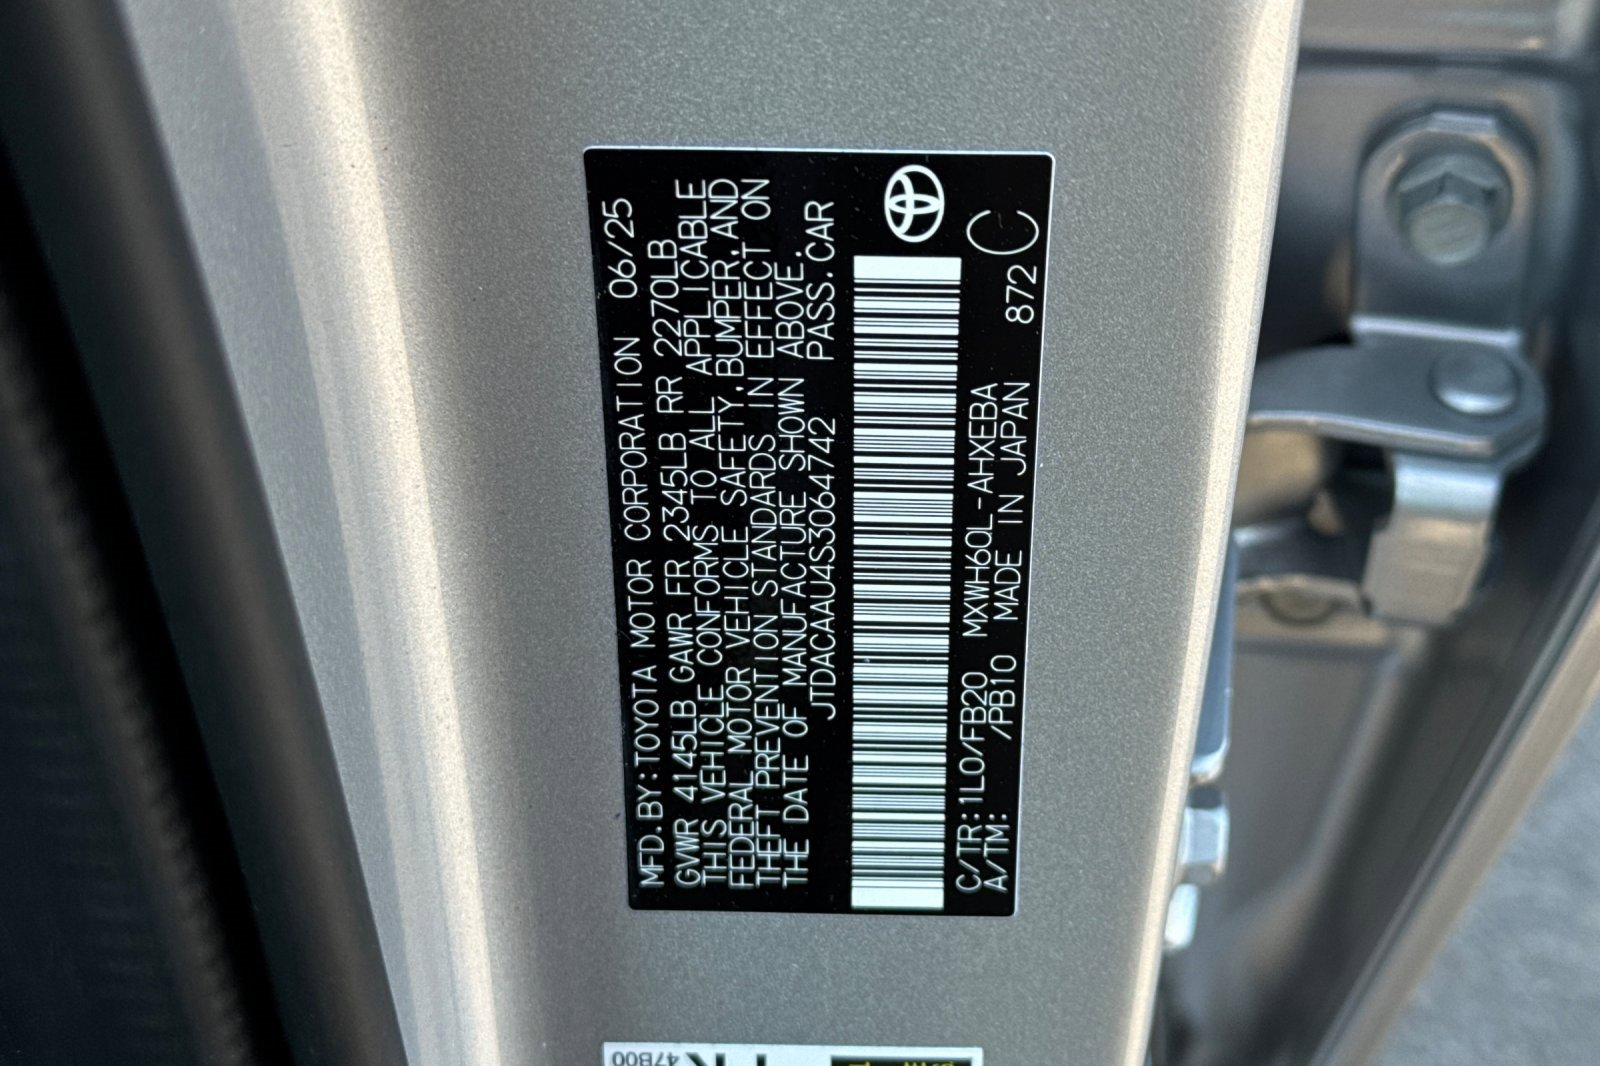 MFD.BY:TOYOTA MOTOR CORPORATION 06/25
GVWR 4145LB GAWR FR 2345LB RR 2270LB
THIS VEHICLE CONFORMS TO ALL APPLICABLE
FEDERAL MOTOR VEHICLE SAFETY,BUMPER,AND
THEFT PREVENTION STANDARDS IN EFFECT ON
THE DATE OF MANUFACTURE SHOWN ABOVE.
JTDACAAU4S3064742 PASS.CAR
C/TR:1L0/FB20 MXWH60L-AHXEBA 872 C
A/TM: /PB10 MADE IN JAPAN
47B00